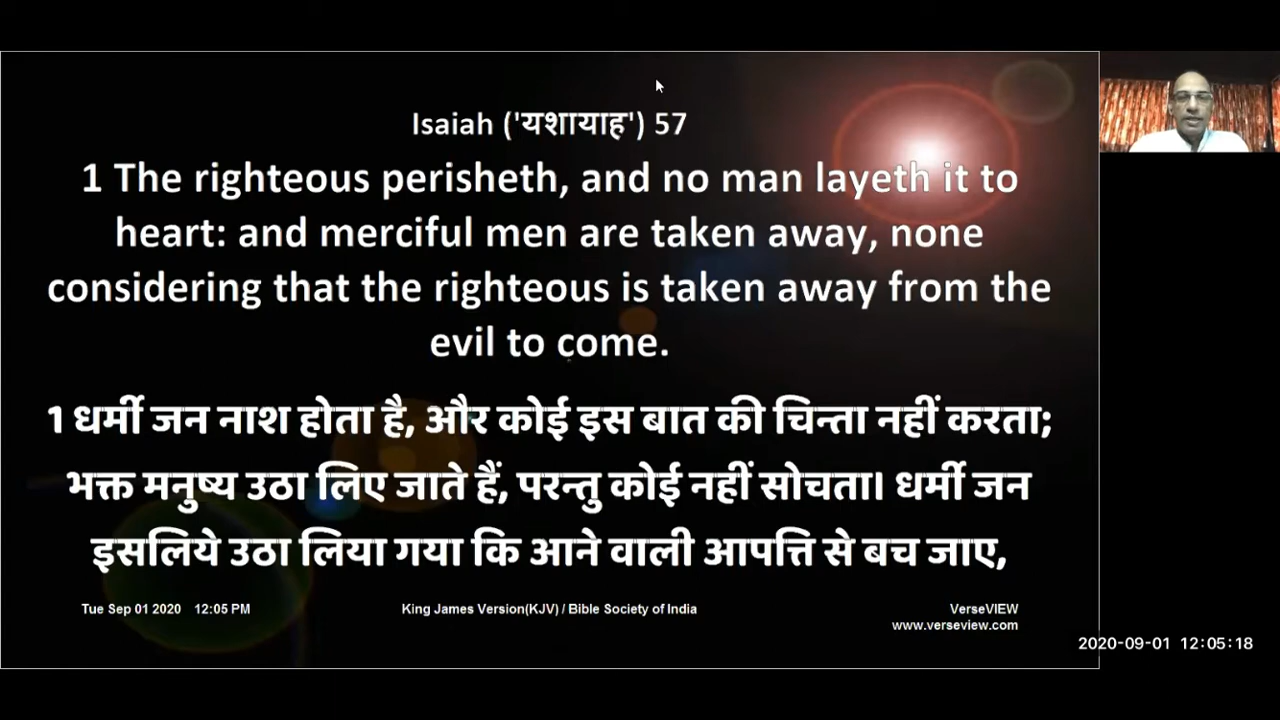 Isaiah ('यशायाह') 57
1 The righteous perisheth, and no man layeth it to
heart: and merciful men are taken away, none
considering that the righteous is taken away from the
evil to come.
1 धर्मी जन नाश होता है, और कोई इस बात की चिन्ता नहीं करता;
भक्त मनुष्य उठा लिए जाते हैं, परन्तु कोई नहीं सोचता। धर्मी जन
इसलिये उठा लिया गया कि आने वाली आपत्ति से बच जाए,
Tue Sep 01 2020 12:05 PM
King James Version(KJV) / Bible Society of India
VerseVIEW
www.verseview.com
2020-09-01 12:05:18